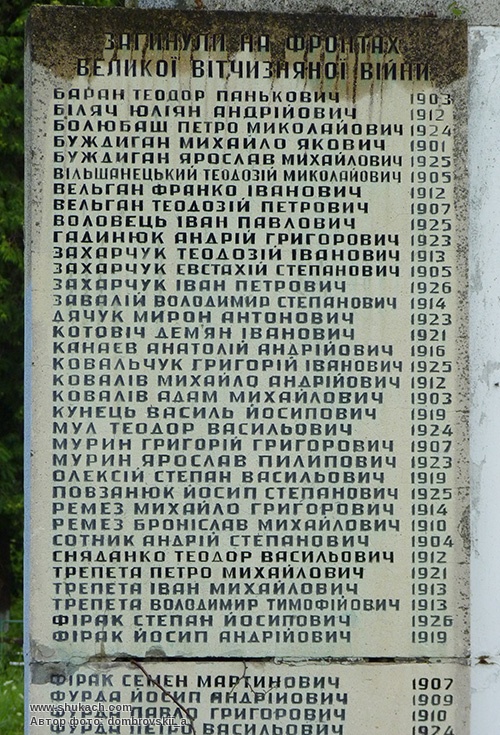 ЗАГИНУЛИ НА ФРОНТАХ
ВЕЛИКОЇ ВІТЧИЗНЯНОЇ ВІЙНИ
БАРАН ТЕОДОР ПАНЬКОВИЧ 1903
БІЛЯЧ ЮЛІЯН АНДРІЙОВИЧ 1912
БОЛЮБАШ ПЕТРО МИКОЛАЙОВИЧ 1924
БУЖДИГАН МИХАЙЛО ЯКОВИЧ 1901
БУЖДИГАН ЯРОСЛАВ МИХАЙЛОВИЧ 1925
ВІЛЬШАНЕЦЬКИЙ ТЕОДОЗІЙ МИКОЛАЙОВИЧ 1905
ВЕЛЬГАН ФРАНКО ІВАНОВИЧ 1912
ВЕЛЬГАН ТЕОДОЗІЙ ПЕТРОВИЧ 1907
ВОЛОВЕЦЬ ІВАН ПАВЛОВИЧ 1925
ГАДИНЮК АНДРІЙ ГРИГОРОВИЧ 1923
ЗАХАРЧУК ТЕОДОЗІЙ ІВАНОВИЧ 1913
ЗАХАРЧУК ЕВСТАХІЙ СТЕПАНОВИЧ 1905
ЗАХАРЧУК ІВАН ПЕТРОВИЧ 1926
ЗАВАЛІЙ ВОЛОДИМИР СТЕПАНОВИЧ 1914
ДЯЧУК МИРОН АНТОНОВИЧ 1923
КОТОВІЧ ДЕМ'ЯН ІВАНОВИЧ 1921
КАНАЄВ АНАТОЛІЙ АНДРІЙОВИЧ 1916
КОВАЛЬЧУК ГРИГОРІЙ ІВАНОВИЧ 1925
КОВАЛІВ МИХАЙЛО АНДРІЙОВИЧ 1912
КОВАЛІВ АДАМ МИХАЙЛОВИЧ 1903
КУНЕЦЬ ВАСИЛЬ ЙОСИПОВИЧ 1919
МУЛ ТЕОДОР ВАСИЛЬОВИЧ 1924
МУРИН ГРИГОРІЙ ГРИГОРОВИЧ 1907
МУРИН ЯРОСЛАВ ПИЛИПОВИЧ 1923
ОЛЕКСІЙ СТЕПАН ВАСИЛЬОВИЧ 1919
ПОВЗАНЮК ЙОСИП СТЕПАНОВИЧ 1925
РЕМЕЗ МИХАЙЛО ГРИГОРОВИЧ 1914
РЕМЕЗ БРОНІСЛАВ МИХАЙЛОВИЧ 1910
СОТНИК АНДРІЙ СТЕПАНОВИЧ 1904
СНЯДАНКО ТЕОДОР ВАСИЛЬОВИЧ 1912
ТРЕПЕТА ПЕТРО МИХАЙЛОВИЧ 1921
ТРЕПЕТА ІВАН МИХАЙЛОВИЧ 1913
ТРЕПЕТА ВОЛОДИМИР ТИМОФІЙОВИЧ 1913
ФІРАК СТЕПАН ЙОСИПОВИЧ 1926
ФІРАК ЙОСИП АНДРІЙОВИЧ 1919
ФІРАК СЕМЕН МАРТИНОВИЧ 1907
ФУРДА ЙОСИП АНДРІЙОВИЧ 1909
ФУРДА ПАВЛО ГРИГОРОВИЧ 1910
ФУРДА ПЕТРО ВАСИЛЬОВИЧ 1924
www.shukach.com
Автор фото: dombrovskii.a